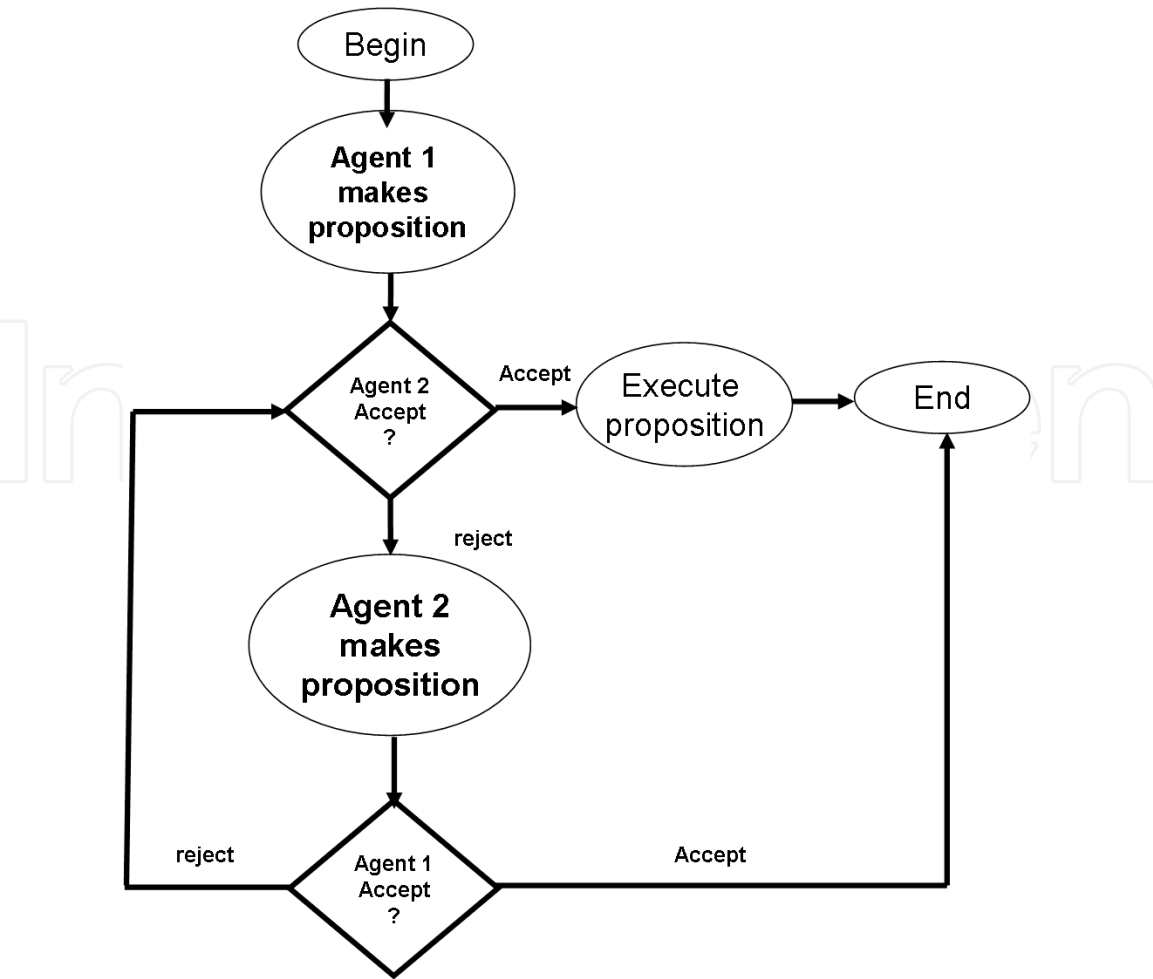 Begin
Agent 1
makes
proposition
Agent 2
Accept
?
Accept
Execute
proposition
End
reject
Agent 2
makes
proposition
reject
Agent 1
Accept
?
Accept